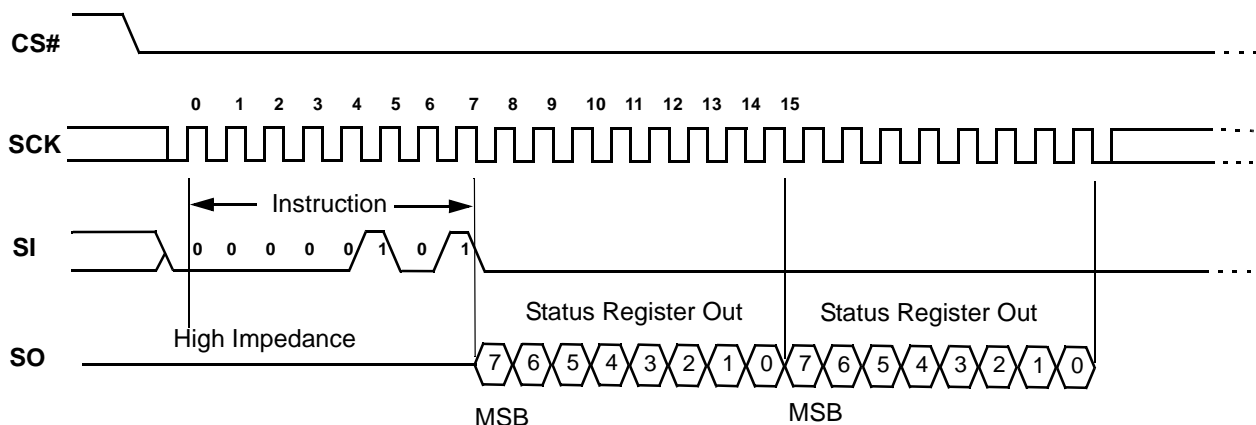 CS#
0 1 2 3 4 5 6 7 8 9 10 11 12 13 14 15
SCK
Instruction
SI
0 0 0 0 0 1 0 1
Status Register Out Status Register Out
High Impedance
SO
7 6 5 4 3 2 1 0 7 6 5 4 3 2 1 0
MSB MSB